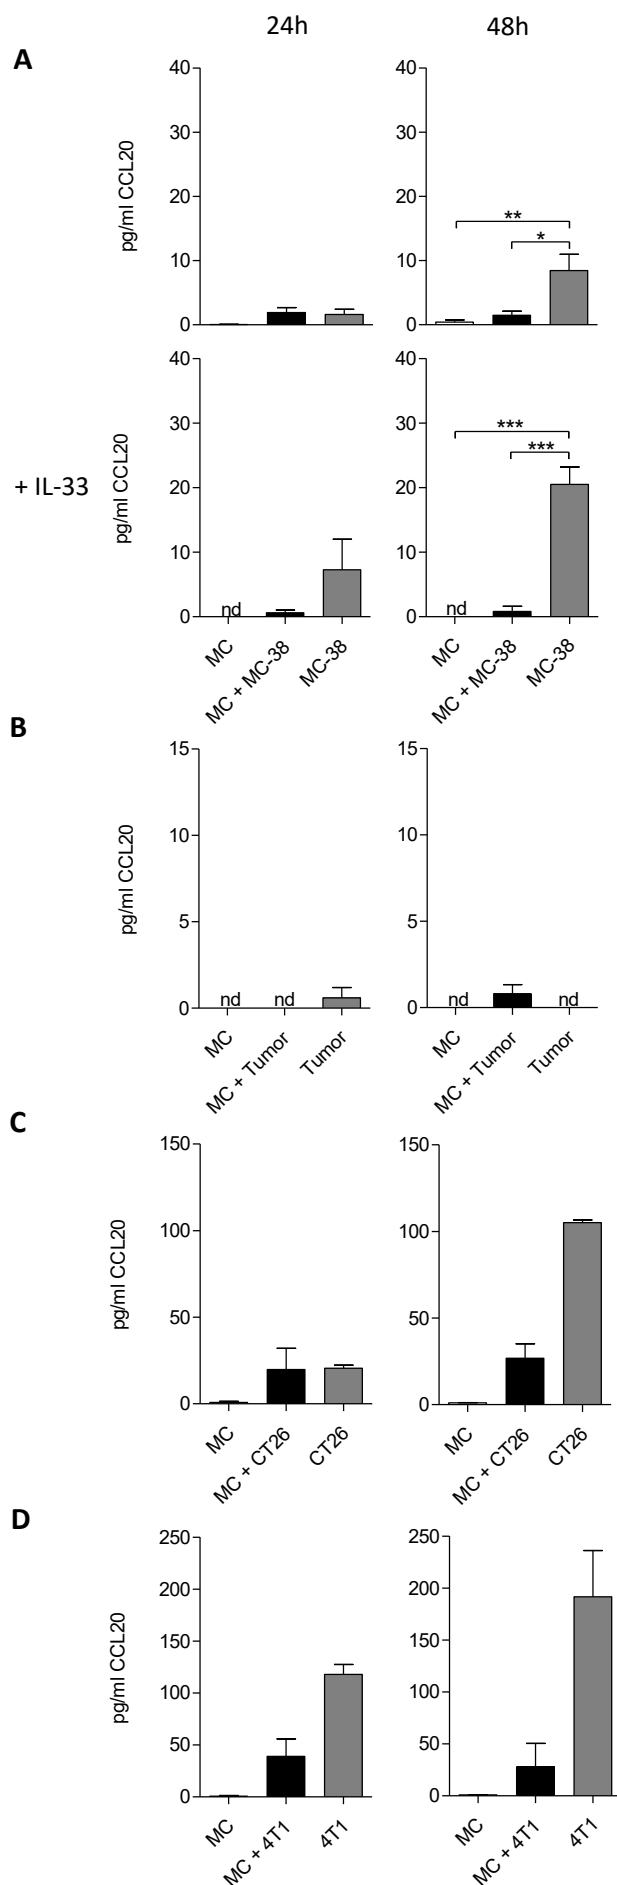 24h 48h
A
40 40
30 30
20 20
10 10
0 0
pg/ml CCL20
** 
*
+ IL-33
40 40
30 30
20 20
10 10
0 0
pg/ml CCL20
***
***
nd nd
MC MC + MC-38 MC-38 MC MC + MC-38 MC-38
B
15 15
10 10
5 5
0 0
pg/ml CCL20
nd nd nd nd
MC MC + Tumor Tumor MC MC + Tumor Tumor
C
150 150
100 100
50 50
0 0
pg/ml CCL20
MC MC + CT26 CT26 MC MC + CT26 CT26
D
250 250
200 200
150 150
100 100
50 50
0 0
pg/ml CCL20
MC MC + 4T1 4T1 MC MC + 4T1 4T1